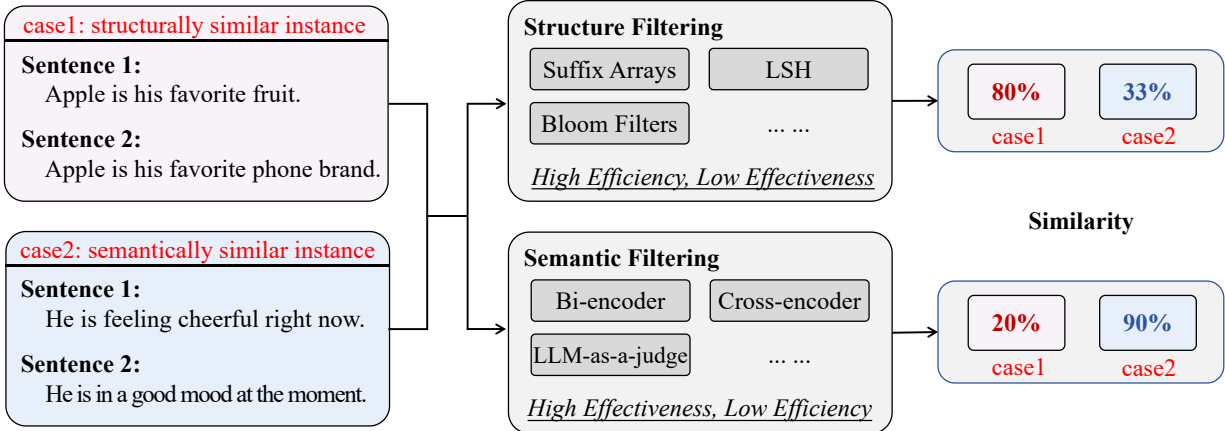 case1: structurally similar instance
Sentence 1:
Apple is his favorite fruit.
Sentence 2:
Apple is his favorite phone brand.
case2: semantically similar instance
Sentence 1:
He is feeling cheerful right now.
Sentence 2:
He is in a good mood at the moment.
Structure Filtering
Suffix Arrays
LSH
Bloom Filters
... ...
High Efficiency, Low Effectiveness
Semantic Filtering
Bi-encoder
Cross-encoder
LLM-as-a-judge
... ...
High Effectiveness, Low Efficiency
80%
33%
case1
case2
Similarity
20%
90%
case1
case2